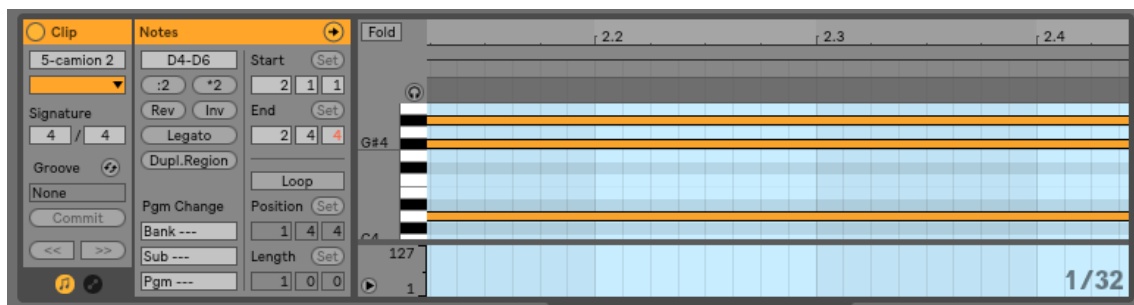 Clip
5-camion 2
Signature
4 / 4
Groove
None
Commit
<< >>
Notes
D4-D6
:2 *2
Rev Inv
Legato
Dupl.Region
Pgm Change
Bank ---
Sub ---
Pgm ---
Start Set
2 1 1
End Set
2 4 4
Loop
Position Set
1 4 4
Length Set
1 0 0
Fold
2.2 2.3 2.4
G#4
C4
127
1
1/32